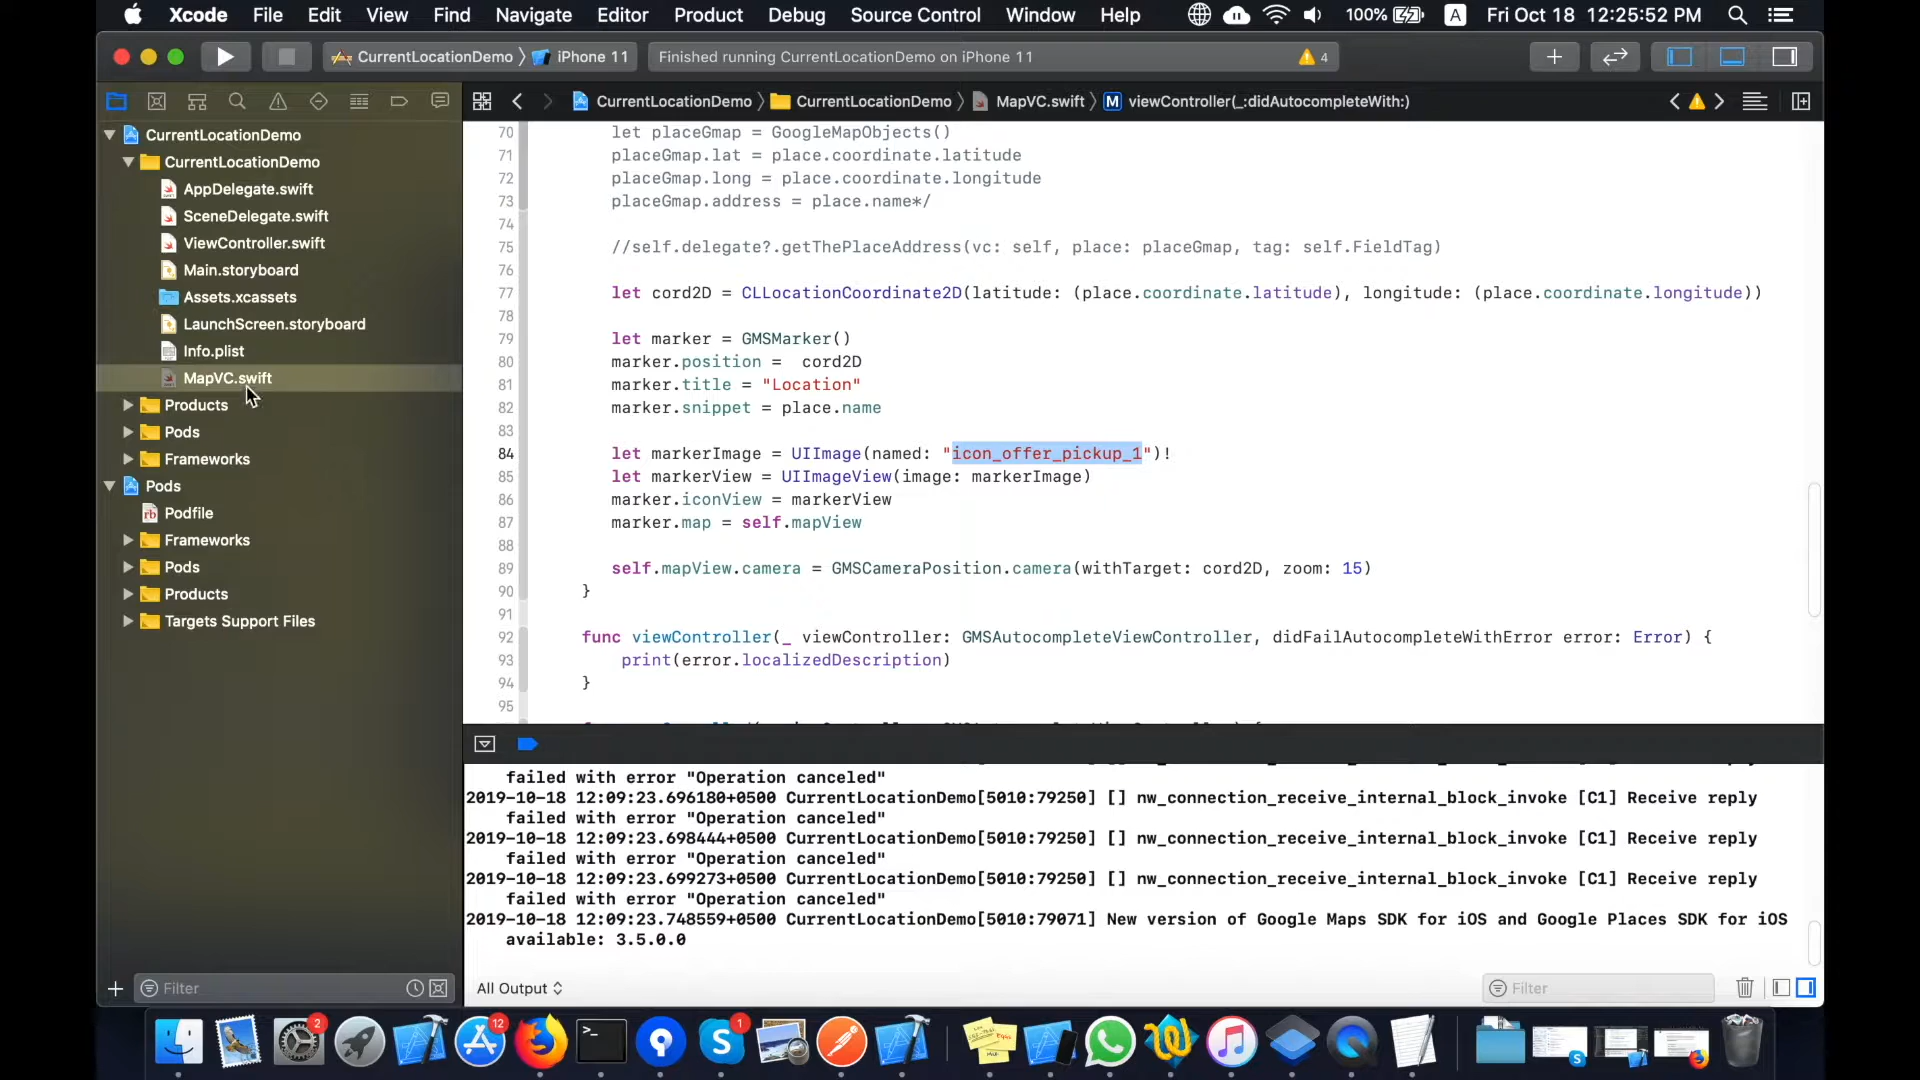 Xcode File Edit View Find Navigate Editor Product Debug Source Control Window Help 100% A Fri Oct 18 12:25:52 PM
CurrentLocationDemo iPhone 11 Finished running CurrentLocationDemo on iPhone 11 4
CurrentLocationDemo CurrentLocationDemo MapVC.swift M viewController(_:didAutocompleteWith:)
CurrentLocationDemo
CurrentLocationDemo
AppDelegate.swift
SceneDelegate.swift
ViewController.swift
Main.storyboard
Assets.xcassets
LaunchScreen.storyboard
Info.plist
MapVC.swift
Products
Pods
Frameworks
Pods
Podfile
Frameworks
Pods
Products
Targets Support Files
Filter
70 let placeGmap = GoogleMapObjects()
71 placeGmap.lat = place.coordinate.latitude
72 placeGmap.long = place.coordinate.longitude
73 placeGmap.address = place.name*/
74
75 //self.delegate?.getThePlaceAddress(vc: self, place: placeGmap, tag: self.FieldTag)
76
77 let cord2D = CLLocationCoordinate2D(latitude: (place.coordinate.latitude), longitude: (place.coordinate.longitude))
78
79 let marker = GMSMarker()
80 marker.position =  cord2D
81 marker.title = "Location"
82 marker.snippet = place.name
83
84 let markerImage = UIImage(named: "icon_offer_pickup_1")!
85 let markerView = UIImageView(image: markerImage)
86 marker.iconView = markerView
87 marker.map = self.mapView
88
89 self.mapView.camera = GMSCameraPosition.camera(withTarget: cord2D, zoom: 15)
90 }
91
92 func viewController(_ viewController: GMSAutocompleteViewController, didFailAutocompleteWithError error: Error) {
93 print(error.localizedDescription)
94 }
95
failed with error "Operation canceled"
2019-10-18 12:09:23.696180+0500 CurrentLocationDemo[5010:79250] [] nw_connection_receive_internal_block_invoke [C1] Receive reply
failed with error "Operation canceled"
2019-10-18 12:09:23.698444+0500 CurrentLocationDemo[5010:79250] [] nw_connection_receive_internal_block_invoke [C1] Receive reply
failed with error "Operation canceled"
2019-10-18 12:09:23.699273+0500 CurrentLocationDemo[5010:79250] [] nw_connection_receive_internal_block_invoke [C1] Receive reply
failed with error "Operation canceled"
2019-10-18 12:09:23.748559+0500 CurrentLocationDemo[5010:79071] New version of Google Maps SDK for iOS and Google Places SDK for iOS
available: 3.5.0.0
All Output Filter
2 12 1